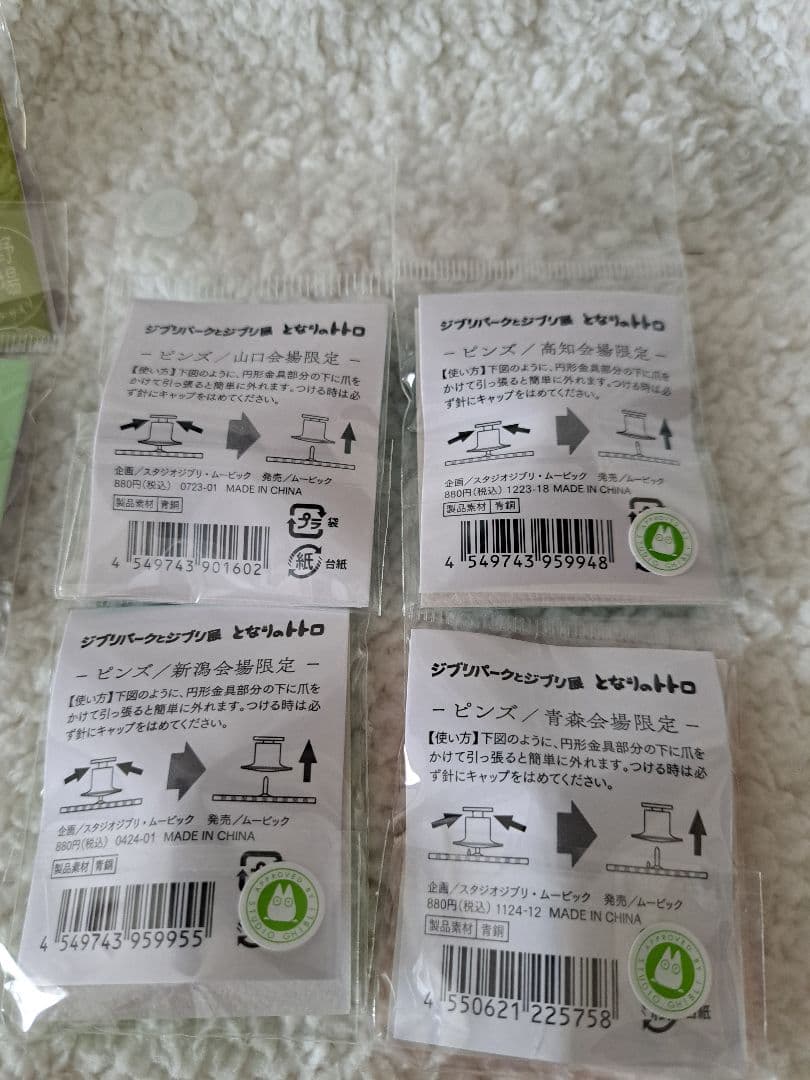 ジブリパークとジブリ展 となりのトトロ
- ピンズ/山口会場限定 -
【使い方】下図のように、円形金具部分の下に爪を
かけて引っ張ると簡単に外れます。つける時は必
ず針にキャップをはめてください。
企画/スタジオジブリ・ムービック 発売/ムービック
880円(税込) 0723-01 MADE IN CHINA
製品素材 青銅
プラ 袋
紙 台紙
4 549743 901602
ジブリパークとジブリ展 となりのトトロ
- ピンズ/高知会場限定 -
【使い方】下図のように、円形金具部分の下に爪を
かけて引っ張ると簡単に外れます。つける時は必
ず針にキャップをはめてください。
企画/スタジオジブリ・ムービック 発売/ムービック
880円(税込) 1223-18 MADE IN CHINA
製品素材 青銅
APPROVED BY STUDIO GHIBLI
4 549743 959948
ジブリパークとジブリ展 となりのトトロ
- ピンズ/新潟会場限定 -
【使い方】下図のように、円形金具部分の下に爪を
かけて引っ張ると簡単に外れます。つける時は必
ず針にキャップをはめてください。
企画/スタジオジブリ・ムービック 発売/ムービック
880円(税込) 0424-01 MADE IN CHINA
製品素材 青銅
APPROVED BY STUDIO GHIBLI
4 549743 959955
ジブリパークとジブリ展 となりのトトロ
- ピンズ/青森会場限定 -
【使い方】下図のように、円形金具部分の下に爪を
かけて引っ張ると簡単に外れます。つける時は必
ず針にキャップをはめてください。
企画/スタジオジブリ・ムービック 発売/ムービック
880円(税込) 1124-12 MADE IN CHINA
製品素材 青銅
APPROVED BY STUDIO GHIBLI
台紙
4 550621 225758